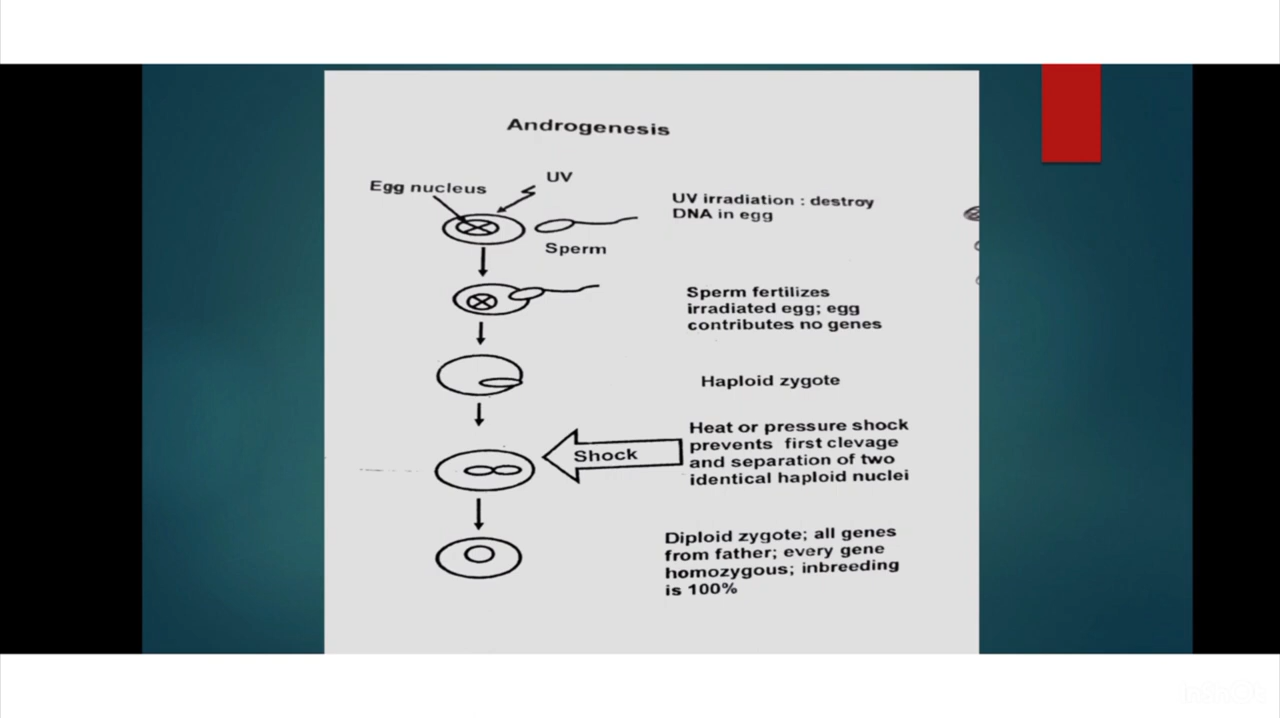 Androgenesis
Egg nucleus
UV
Sperm
UV irradiation : destroy
DNA in egg
Sperm fertilizes
irradiated egg; egg
contributes no genes
Haploid zygote
Shock
Heat or pressure shock
prevents first clevage
and separation of two
identical haploid nuclei
Diploid zygote; all genes
from father; every gene
homozygous; inbreeding
is 100%
InShOt